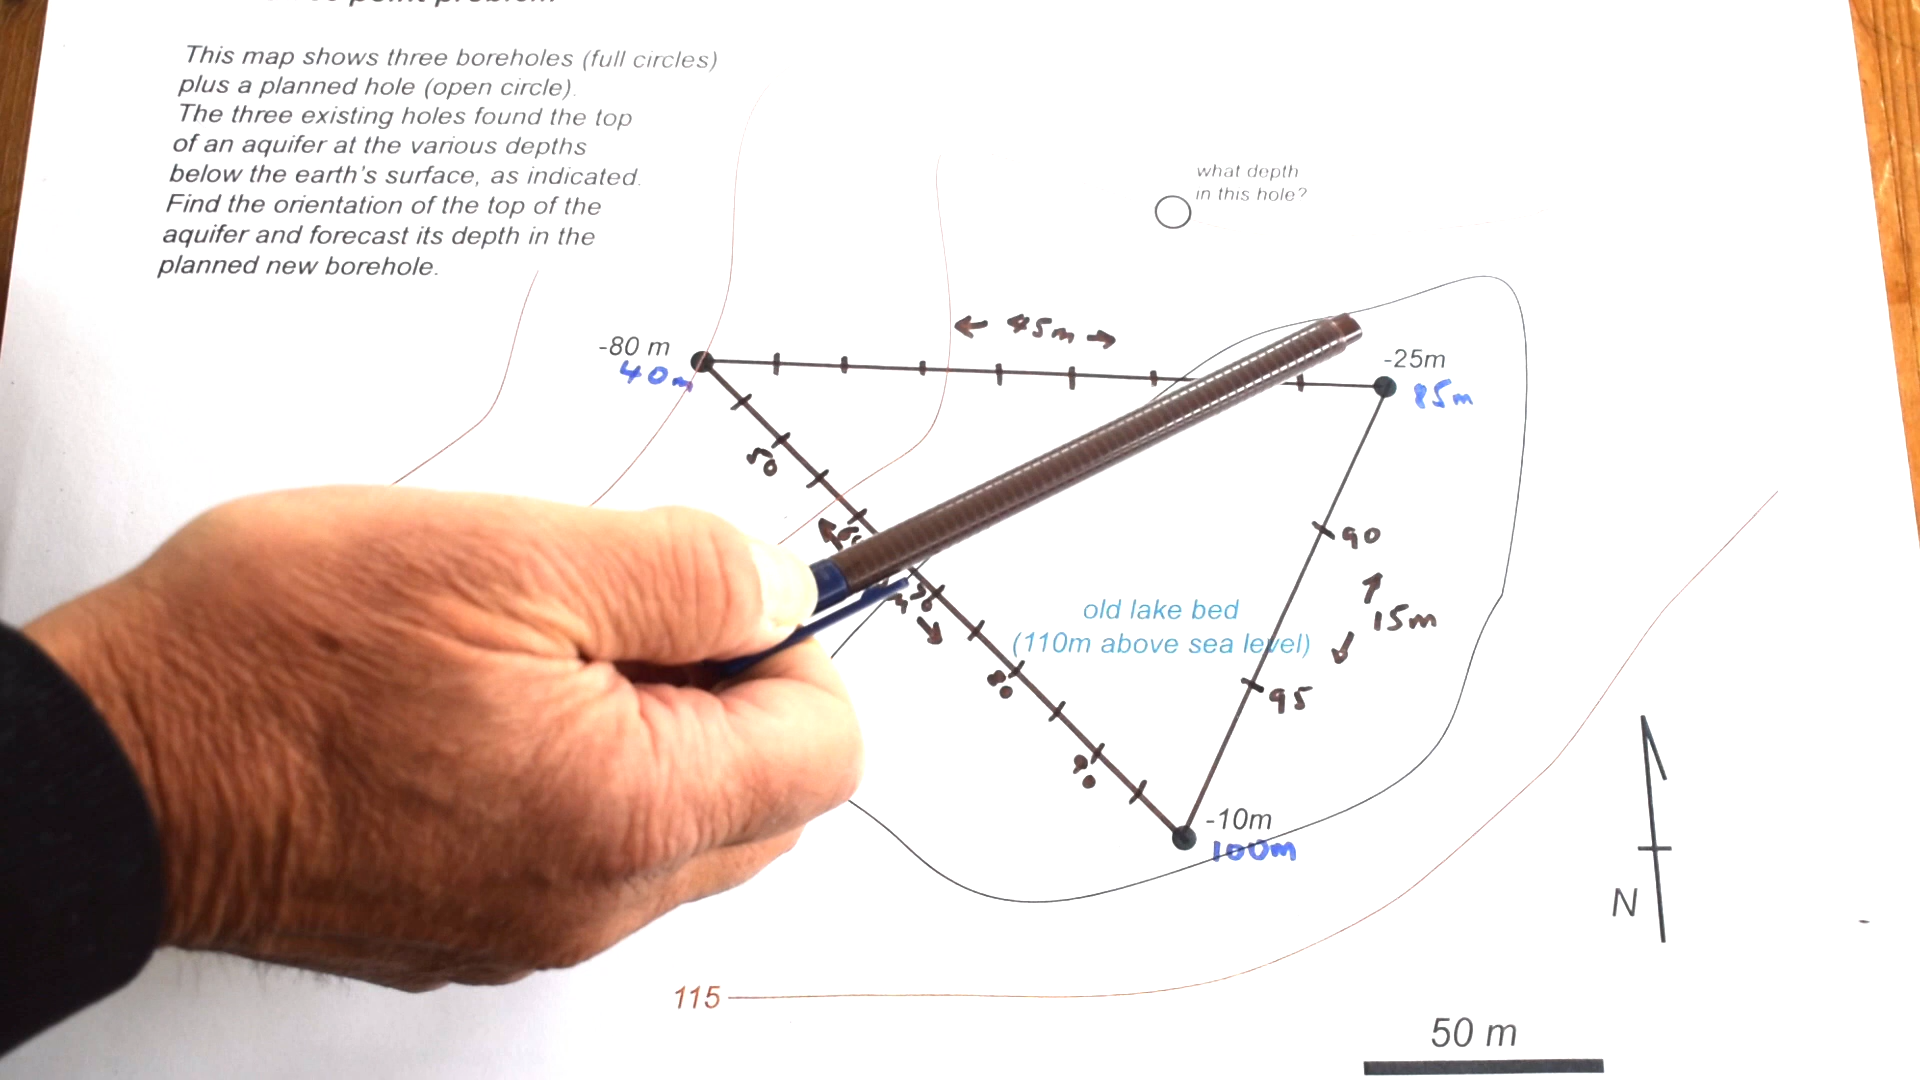 This map shows three boreholes (full circles)
plus a planned hole (open circle).
The three existing holes found the top
of an aquifer at the various depths
below the earth's surface, as indicated.
Find the orientation of the top of the
aquifer and forecast its depth in the
planned new borehole.
what depth
in this hole?
← 45m →
-80 m
40m
-25m
85m
50
90
15m
old lake bed
(110m above sea level)
80
95
90
-10m
100m
N
115
50 m